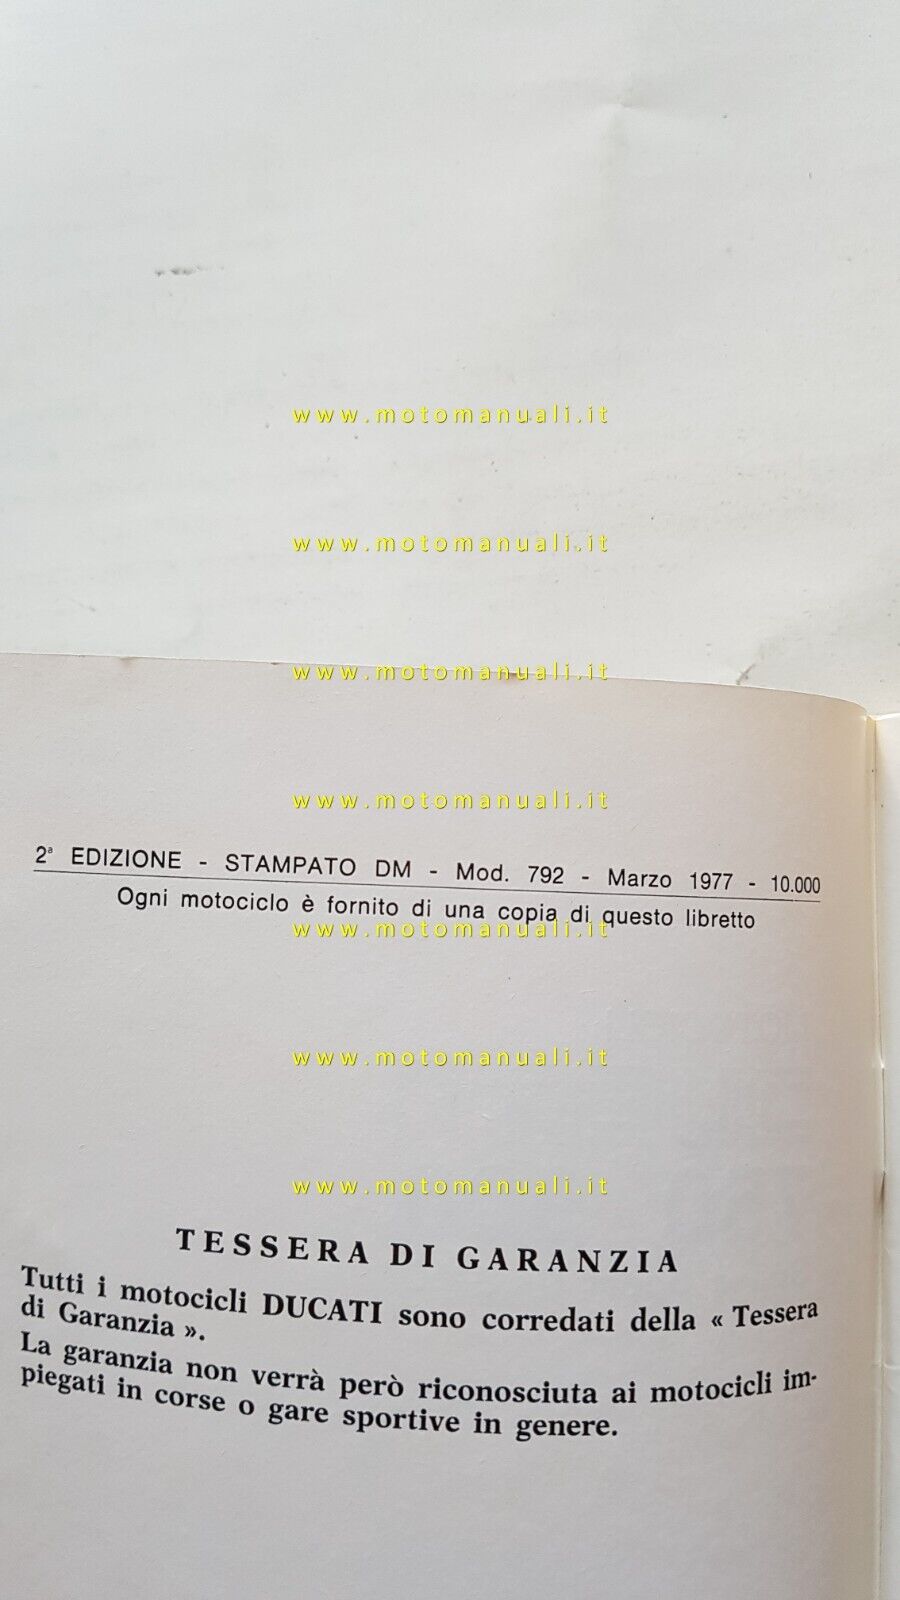 www.motomanuali.it
www.motomanuali.it
www.motomanuali.it
www.motomanuali.it
2ª EDIZIONE - STAMPATO DM - Mod. 792 - Marzo 1977 - 10.000
Ogni motociclo è fornito di una copia di questo libretto
www.motomanuali.it
www.motomanuali.it
www.motomanuali.it
TESSERA DI GARANZIA
Tutti i motocicli DUCATI sono corredati della « Tessera
di Garanzia ».
La garanzia non verrà però riconosciuta ai motocicli im-
piegati in corse o gare sportive in genere.